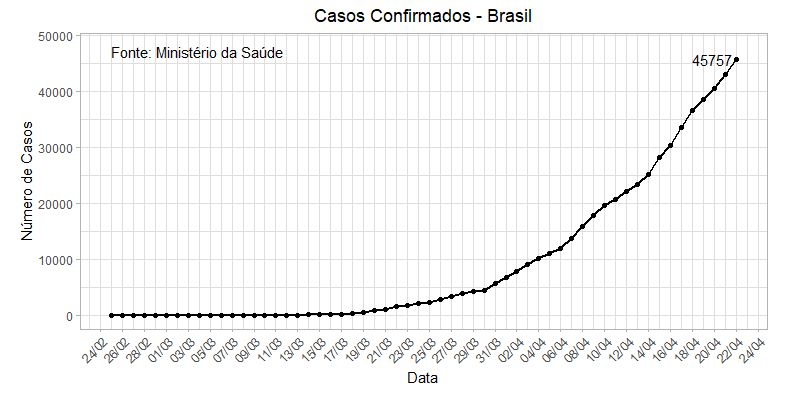 Casos Confirmados - Brasil
Fonte: Ministério da Saúde
45757
Número de Casos
50000
40000
30000
20000
10000
0
24/02 26/02 28/02 01/03 03/03 05/03 07/03 09/03 11/03 13/03 15/03 17/03 19/03 21/03 23/03 25/03 27/03 29/03 31/03 02/04 04/04 06/04 08/04 10/04 12/04 14/04 16/04 18/04 20/04 22/04 24/04
Data